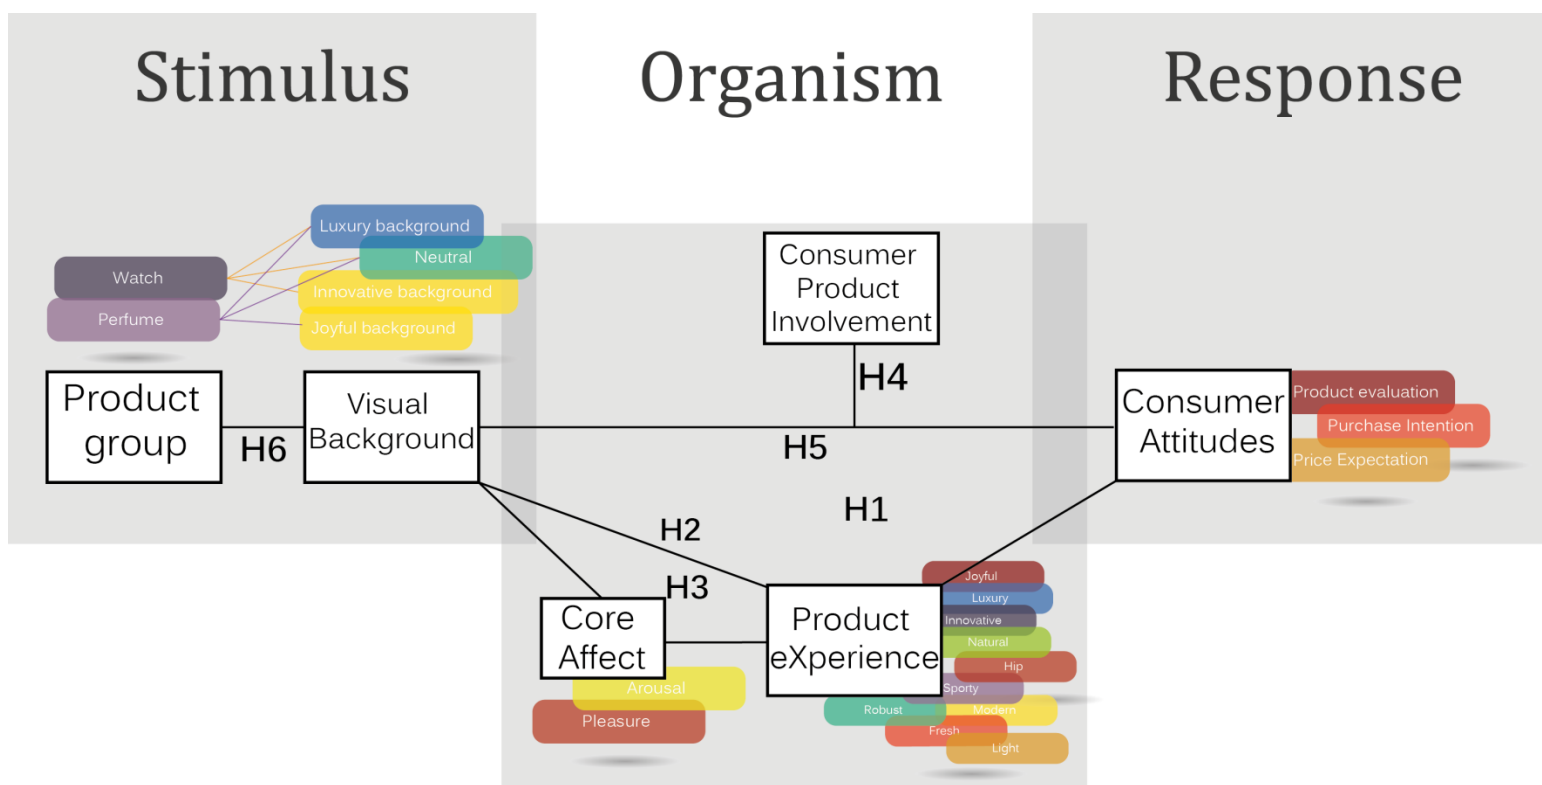 Stimulus
Organism
Response
Luxury background
Neutral
Watch
Innovative background
Perfume
Joyful background
Consumer
Product
Involvement
Product
group
H6
Visual
Background
H4
H5
Consumer
Attitudes
Product evaluation
Purchase Intention
Price Expectation
H1
H2
H3
Core
Affect
Arousal
Pleasure
Product
eXperience
Joyful
Luxury
Innovative
Natural
Hip
Sporty
Robust
Modern
Fresh
Light